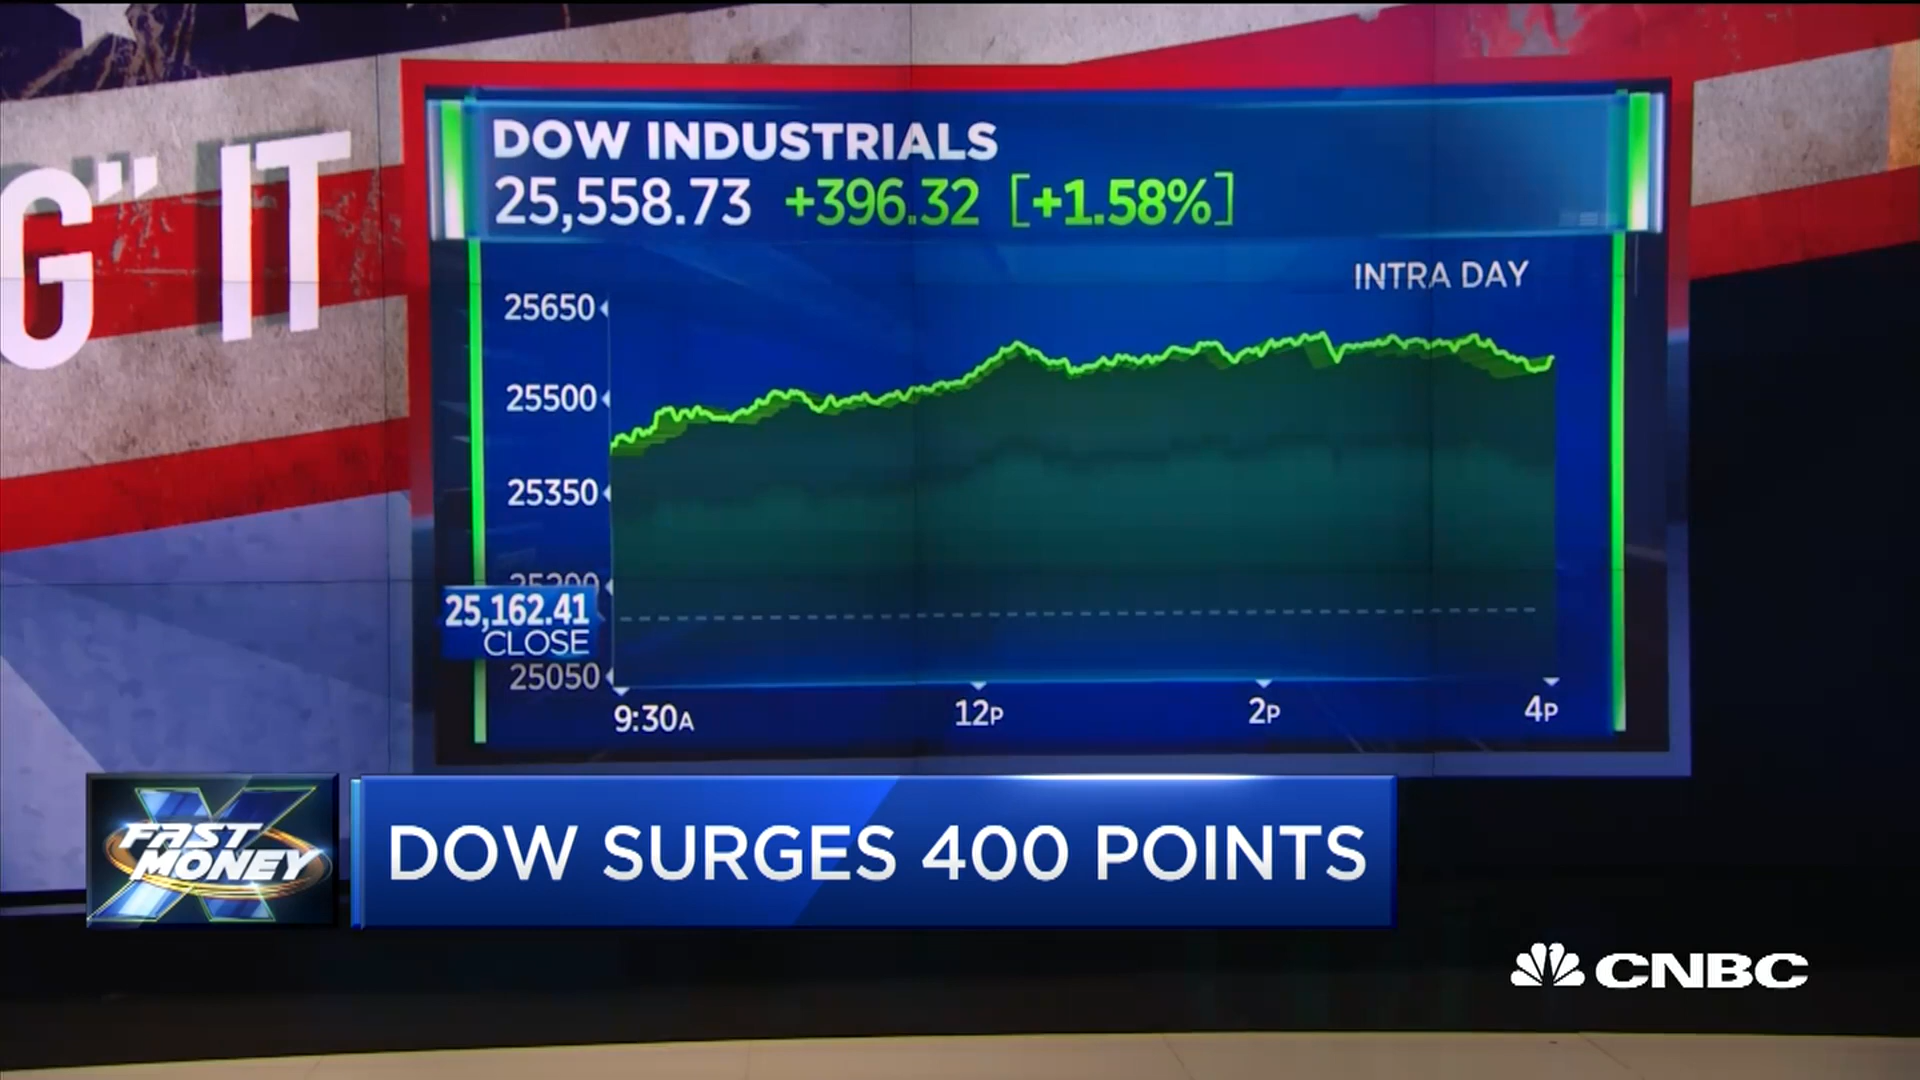 G" IT
DOW INDUSTRIALS
25,558.73 +396.32 [+1.58%]
INTRA DAY
25650
25500
25350
25200
25,162.41
CLOSE
25050
9:30A 12P 2P 4P
FAST
MONEY
DOW SURGES 400 POINTS
CNBC